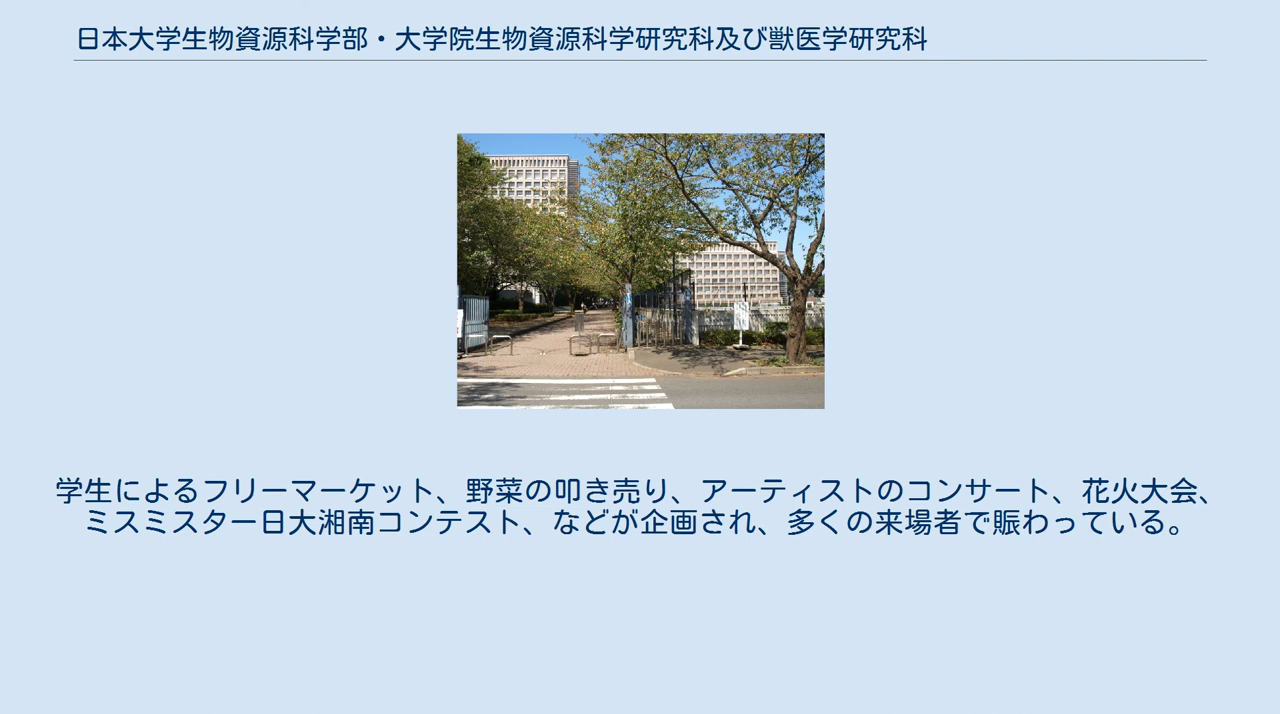 日本大学生物資源科学部・大学院生物資源科学研究科及び獣医学研究科
学生によるフリーマーケット、野菜の叩き売り、アーティストのコンサート、花火大会、
ミスミスター日大湘南コンテスト、などが企画され、多くの来場者で賑わっている。